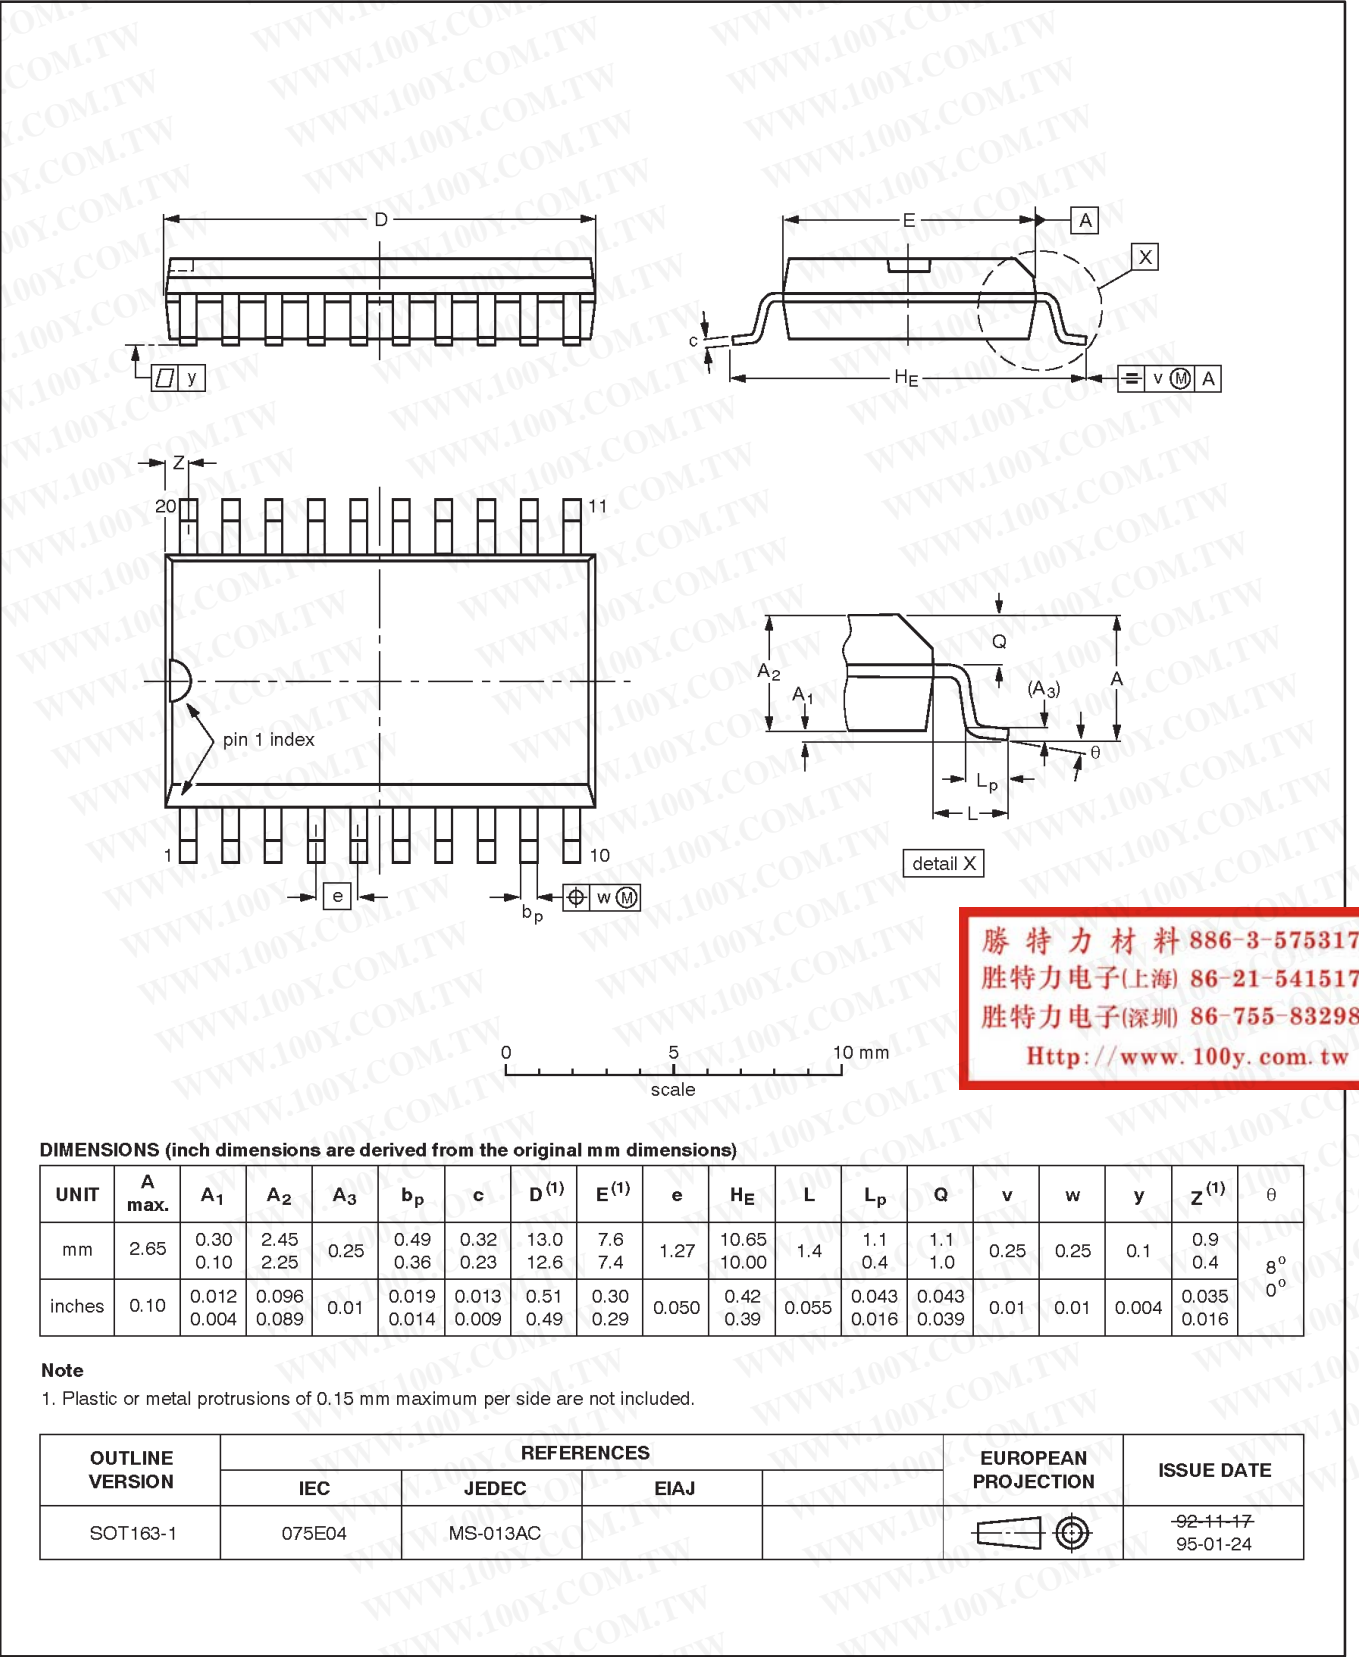 D
E
A
X
c
y
HE
v M A
Z
20
11
pin 1 index
1
10
e
bp
w M
Q
A2
A1
(A3)
A
θ
Lp
L
detail X
勝特力材料 886-3-575317
胜特力电子(上海) 86-21-541517
胜特力电子(深圳) 86-755-83298
Http://www.100y.com.tw
0 5 10 mm
scale
DIMENSIONS (inch dimensions are derived from the original mm dimensions)
UNIT A max. A1 A2 A3 bp c D(1) E(1) e HE L Lp Q v w y Z(1) θ
mm 2.65 0.30 0.10 2.45 2.25 0.25 0.49 0.36 0.32 0.23 13.0 12.6 7.6 7.4 1.27 10.65 10.00 1.4 1.1 0.4 1.1 1.0 0.25 0.25 0.1 0.9 0.4 8° 0°
inches 0.10 0.012 0.004 0.096 0.089 0.01 0.019 0.014 0.013 0.009 0.51 0.49 0.30 0.29 0.050 0.42 0.39 0.055 0.043 0.016 0.043 0.039 0.01 0.01 0.004 0.035 0.016
Note
1. Plastic or metal protrusions of 0.15 mm maximum per side are not included.
OUTLINE VERSION REFERENCES EUROPEAN PROJECTION ISSUE DATE
IEC JEDEC EIAJ
SOT163-1 075E04 MS-013AC 92-11-17
95-01-24
WWW.100Y.COM.TW